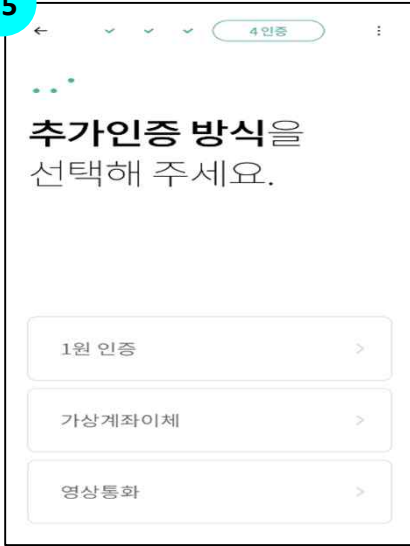 5
4 인증
추가인증 방식을
선택해 주세요.
1원 인증
가상계좌이체
영상통화